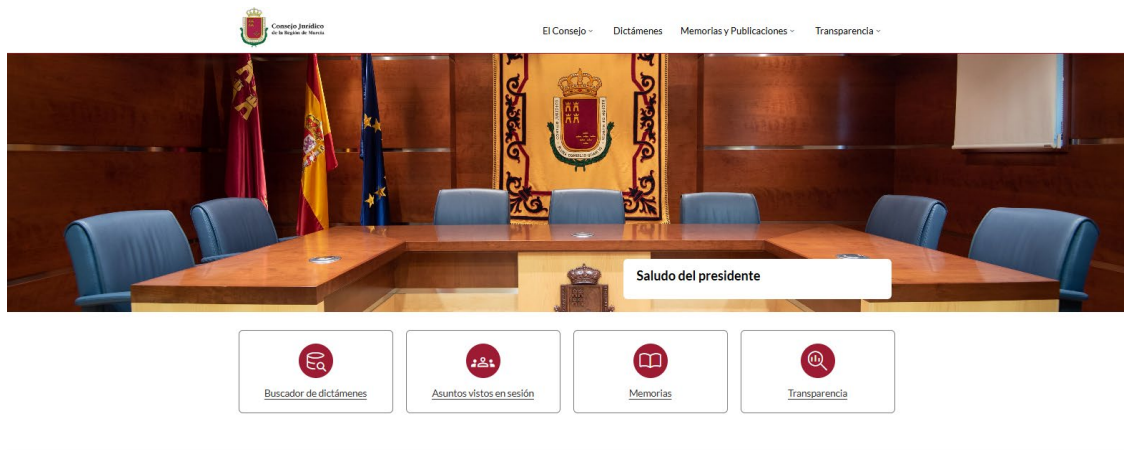 Consejo Jurídico
de la Región de Murcia
El Consejo
Dictámenes
Memorias y Publicaciones
Transparencia
Saludo del presidente
Buscador de dictámenes
Asuntos vistos en sesión
Memorias
Transparencia